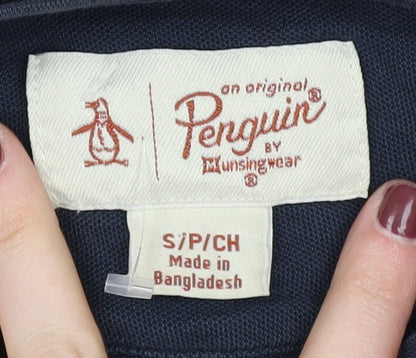 an original
Penguin®
BY
Munsingwear
®
S/P/CH
Made in
Bangladesh